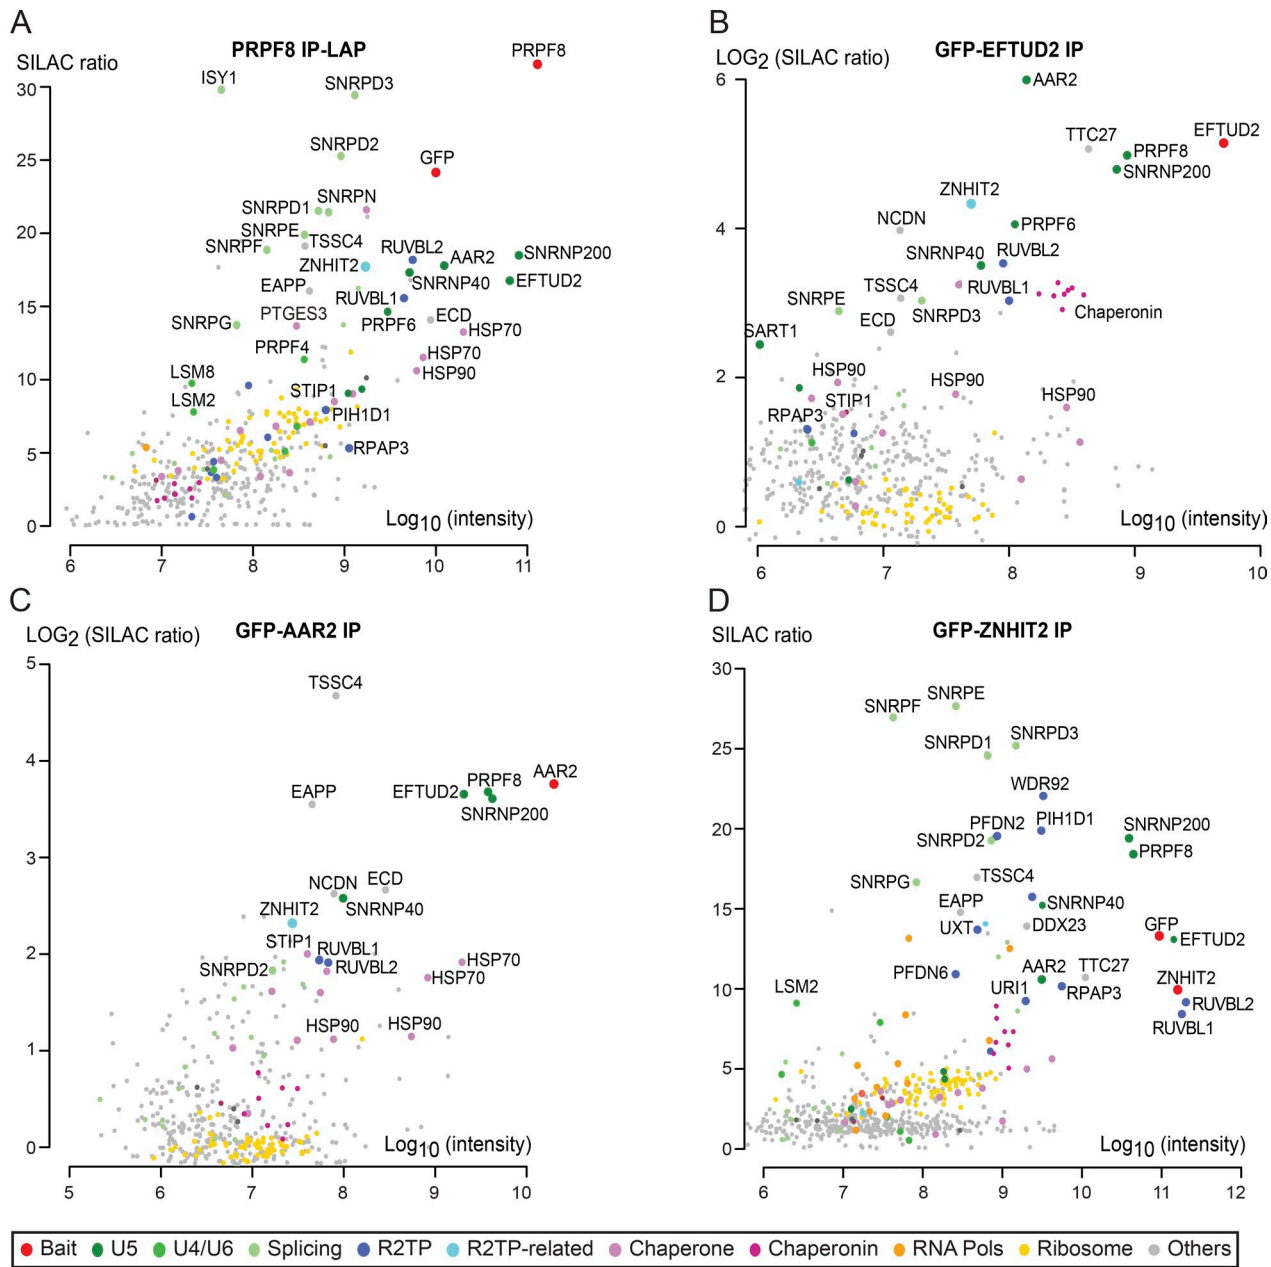 A
PRPF8 IP-LAP
SILAC ratio
PRPF8
ISY1
SNRPD3
SNRPD2
GFP
SNRPD1
SNRPN
SNRPE
SNRPF
TSSC4
RUVBL2
ZNHIT2
AAR2
SNRNP200
EAPP
SNRNP40
EFTUD2
RUVBL1
PTGES3
SNRPG
PRPF6
ECD
HSP70
PRPF4
HSP70
LSM8
HSP90
STIP1
LSM2
PIH1D1
RPAP3
Log10 (intensity)
30
25
20
15
10
5
0
6 7 8 9 10 11
B
GFP-EFTUD2 IP
LOG2 (SILAC ratio)
AAR2
TTC27
EFTUD2
PRPF8
SNRNP200
ZNHIT2
NCDN
PRPF6
SNRNP40
RUVBL2
TSSC4
RUVBL1
SNRPE
SNRPD3
Chaperonin
ECD
SART1
HSP90
HSP90
HSP90
STIP1
RPAP3
Log10 (intensity)
6
4
2
0
6 7 8 9 10
C
GFP-AAR2 IP
LOG2 (SILAC ratio)
TSSC4
AAR2
EAPP
EFTUD2
PRPF8
SNRNP200
NCDN
ECD
SNRNP40
ZNHIT2
STIP1
RUVBL1
SNRPD2
RUVBL2
HSP70
HSP70
HSP90
HSP90
Log10 (intensity)
5
4
3
2
1
0
5 6 7 8 9 10
D
GFP-ZNHIT2 IP
SILAC ratio
SNRPF
SNRPE
SNRPD1
SNRPD3
WDR92
PFDN2
PIH1D1
SNRNP200
SNRPD2
PRPF8
SNRPG
TSSC4
EAPP
SNRNP40
UXT
DDX23
GFP
EFTUD2
PFDN6
AAR2
TTC27
LSM2
URI1
RPAP3
ZNHIT2
RUVBL2
RUVBL1
Log10 (intensity)
30
25
20
15
10
5
0
6 7 8 9 10 11 12
Bait U5 U4/U6 Splicing R2TP R2TP-related Chaperone Chaperonin RNA Pols Ribosome Others